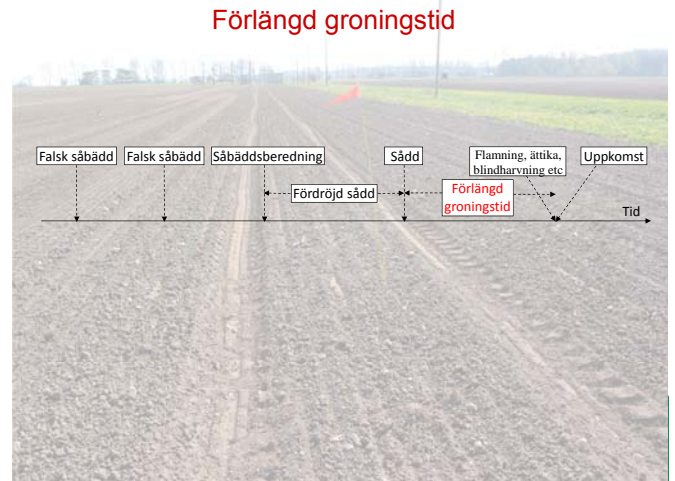 Förlängd groningstid
Falsk såbädd
Falsk såbädd
Såbäddsberedning
Sådd
Flamning, ättika,
blindharvning etc
Uppkomst
Fördröjd sådd
Förlängd
groningstid
Tid